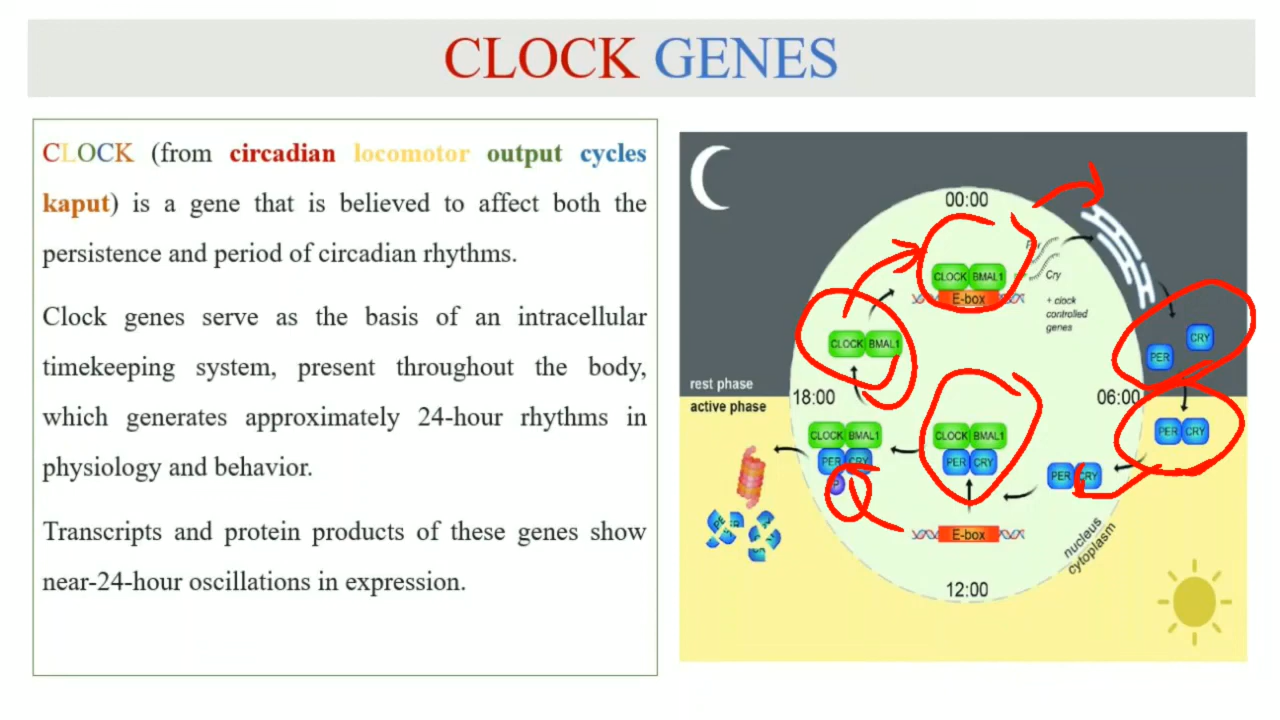 CLOCK GENES
CLOCK (from circadian locomotor output cycles
kaput) is a gene that is believed to affect both the
persistence and period of circadian rhythms.
Clock genes serve as the basis of an intracellular
timekeeping system, present throughout the body,
which generates approximately 24-hour rhythms in
physiology and behavior.
Transcripts and protein products of these genes show
near-24-hour oscillations in expression.
00:00
Per
CLOCK BMAL1
Cry
E-box
+ clock
controlled
genes
CRY
PER
CLOCK BMAL1
rest phase
active phase
18:00
06:00
CLOCK BMAL1
PER CRY
P
CLOCK BMAL1
PER CRY
PER CRY
PER CRY
E-box
nucleus
cytoplasm
12:00